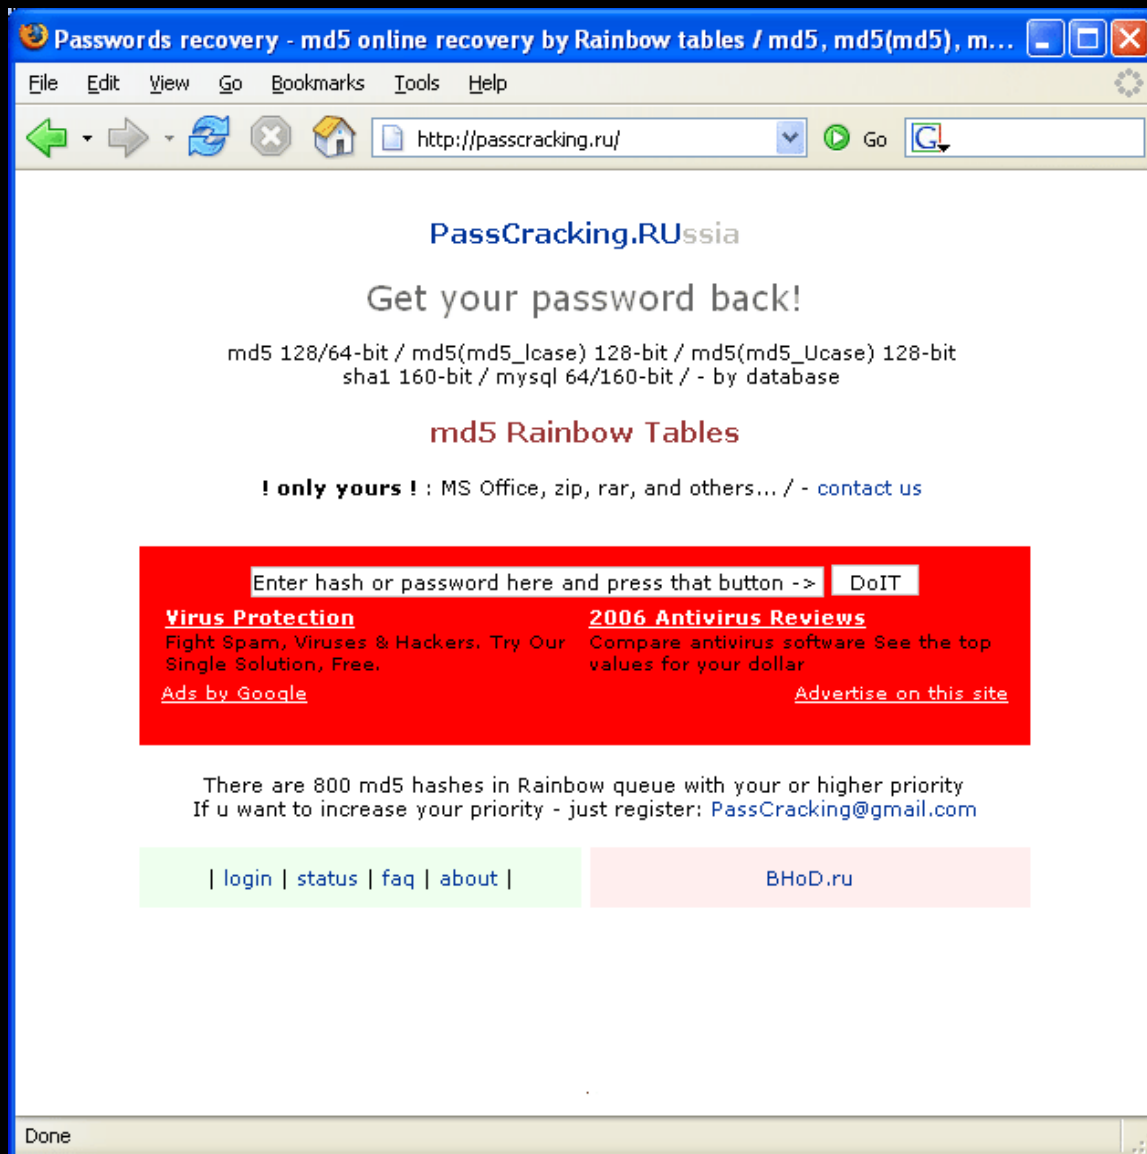 Passwords recovery - md5 online recovery by Rainbow tables / md5, md5(md5), m...
File Edit View Go Bookmarks Tools Help
http://passcracking.ru/ Go G
PassCracking.RUssia
Get your password back!
md5 128/64-bit / md5(md5_lcase) 128-bit / md5(md5_Ucase) 128-bit
sha1 160-bit / mysql 64/160-bit / - by database
md5 Rainbow Tables
! only yours ! : MS Office, zip, rar, and others... / - contact us
Enter hash or password here and press that button -> DoIT
Virus Protection
Fight Spam, Viruses & Hackers. Try Our
Single Solution, Free.
2006 Antivirus Reviews
Compare antivirus software See the top
values for your dollar
Ads by Google
Advertise on this site
There are 800 md5 hashes in Rainbow queue with your or higher priority
If u want to increase your priority - just register: PassCracking@gmail.com
| login | status | faq | about |
BHoD.ru
.
Done